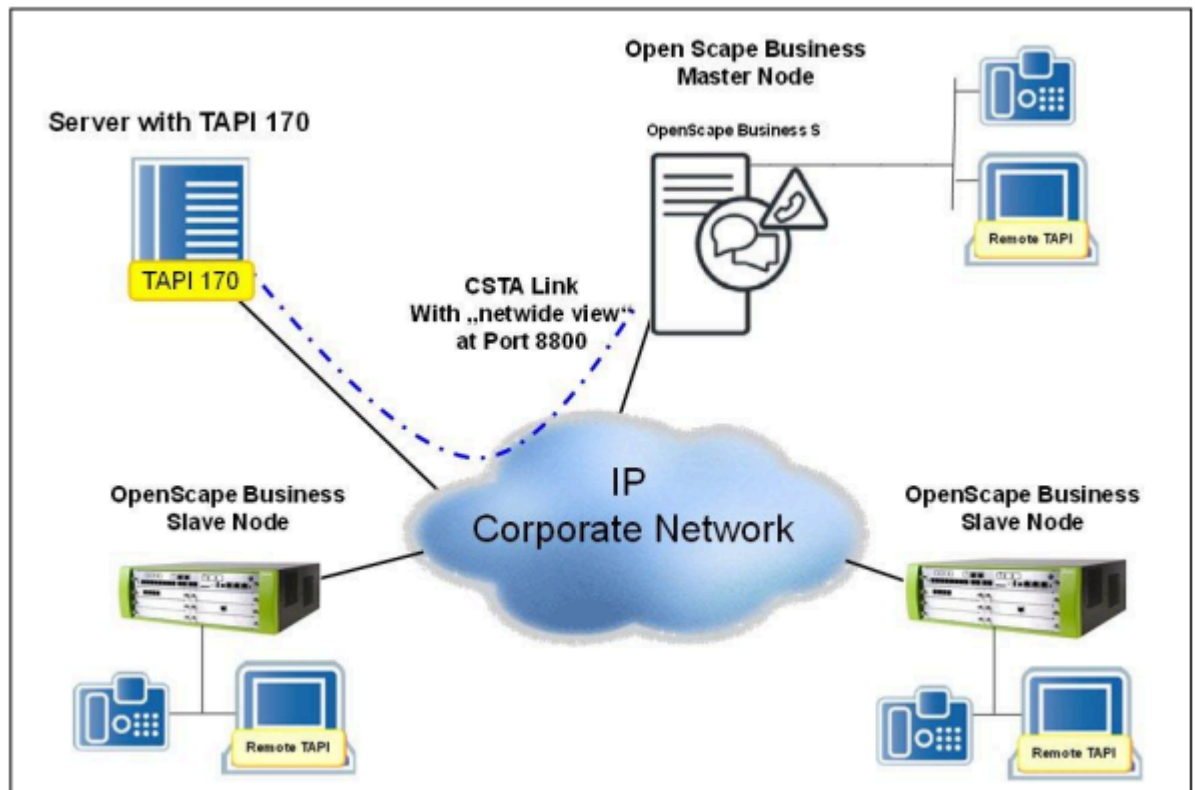 Open Scape Business
Master Node
Server with TAPI 170
OpenScape Business S
TAPI 170
Remote TAPI
CSTA Link
With „netwide view“
at Port 8800
IP
Corporate Network
OpenScape Business
Slave Node
OpenScape Business
Slave Node
Remote TAPI
Remote TAPI